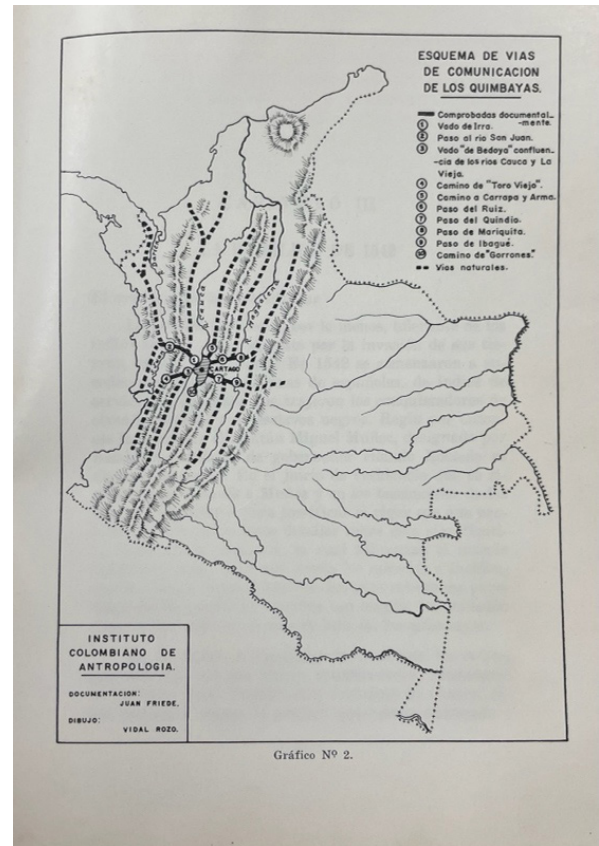 ESQUEMA DE VIAS
DE COMUNICACION
DE LOS QUIMBAYAS.
Comprobadas documental-
-mente.
1 Vado de Irra.
2 Paso al rio San Juan.
3 Vado "de Bedoya" confluen-
-cia de los rios Cauca y La
Vieja.
4 Camino de "Toro Viejo".
5 Camino a Carrapa y Arma.
6 Paso del Ruiz.
7 Paso del Quindio.
8 Paso de Mariquita.
9 Paso de Ibagué.
10 Camino de "Gorrones."
Vias naturales.
Cauca
Magdalena
CARTAGO
INSTITUTO
COLOMBIANO DE
ANTROPOLOGIA.
DOCUMENTACION:
JUAN FRIEDE.
DIBUJO:
VIDAL ROZO.
Gráfico Nº 2.